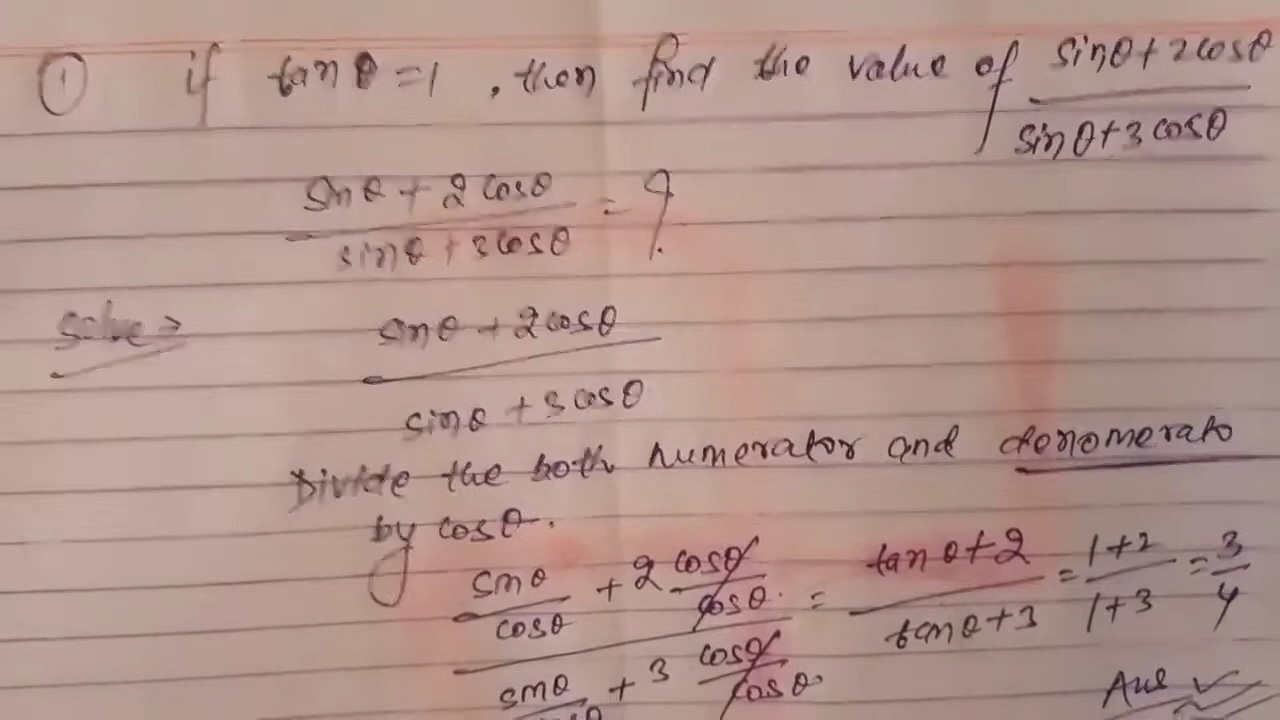 ① if tanθ = 1, then find the value of (sinθ + 2cosθ)/(sinθ + 3cosθ)
(sinθ + 2cosθ)/(sinθ + 3cosθ) = ?
Solve ⇒ (sinθ + 2cosθ)/(sinθ + 3cosθ)
Divide the both numerator and denomerato
by cosθ.
(sinθ/cosθ + 2 cosθ/cosθ)/(sinθ/cosθ + 3 cosθ/cosθ) = (tanθ + 2)/(tanθ + 3) = (1+2)/(1+3) = 3/4
Ans ✓